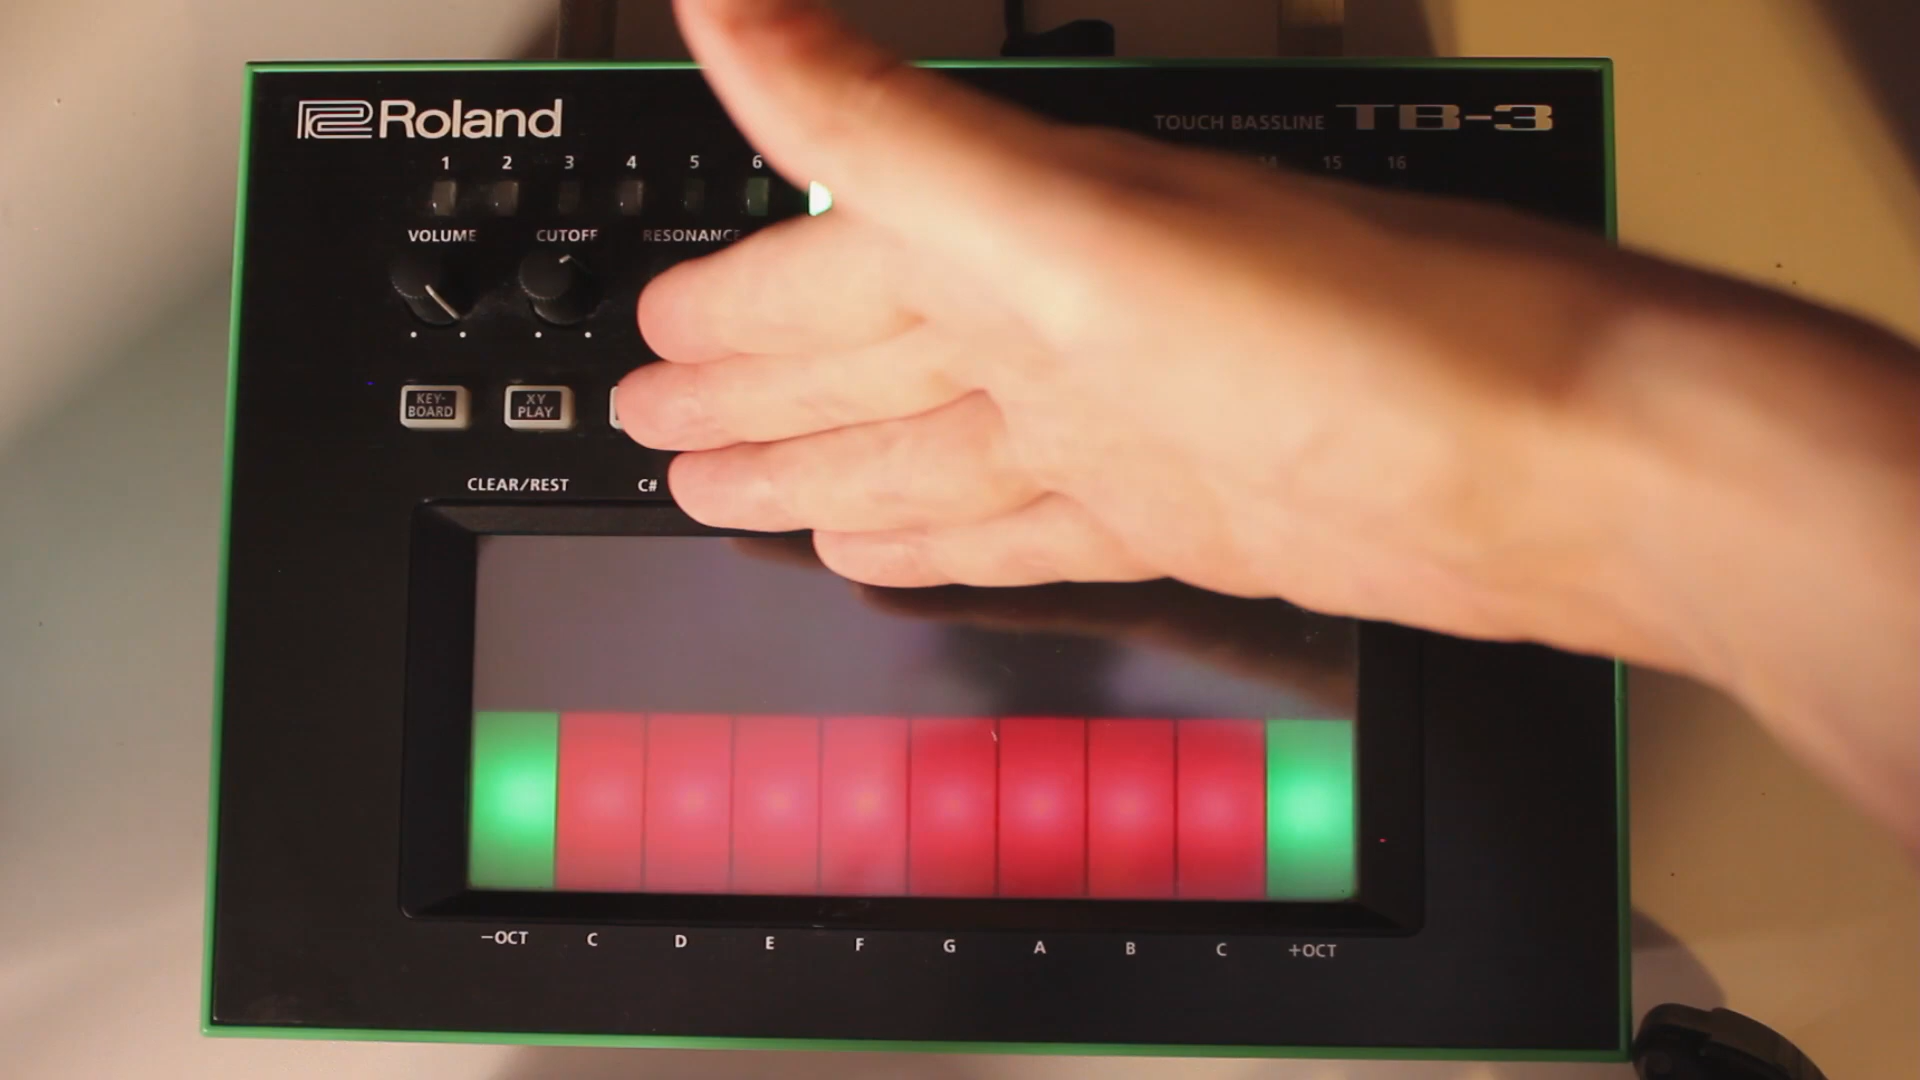 Roland
TOUCH BASSLINE TB-3
1 2 3 4 5 6 14 15 16
VOLUME CUTOFF RESONANCE
KEY-
BOARD
XY
PLAY
CLEAR/REST C#
−OCT C D E F G A B C +OCT